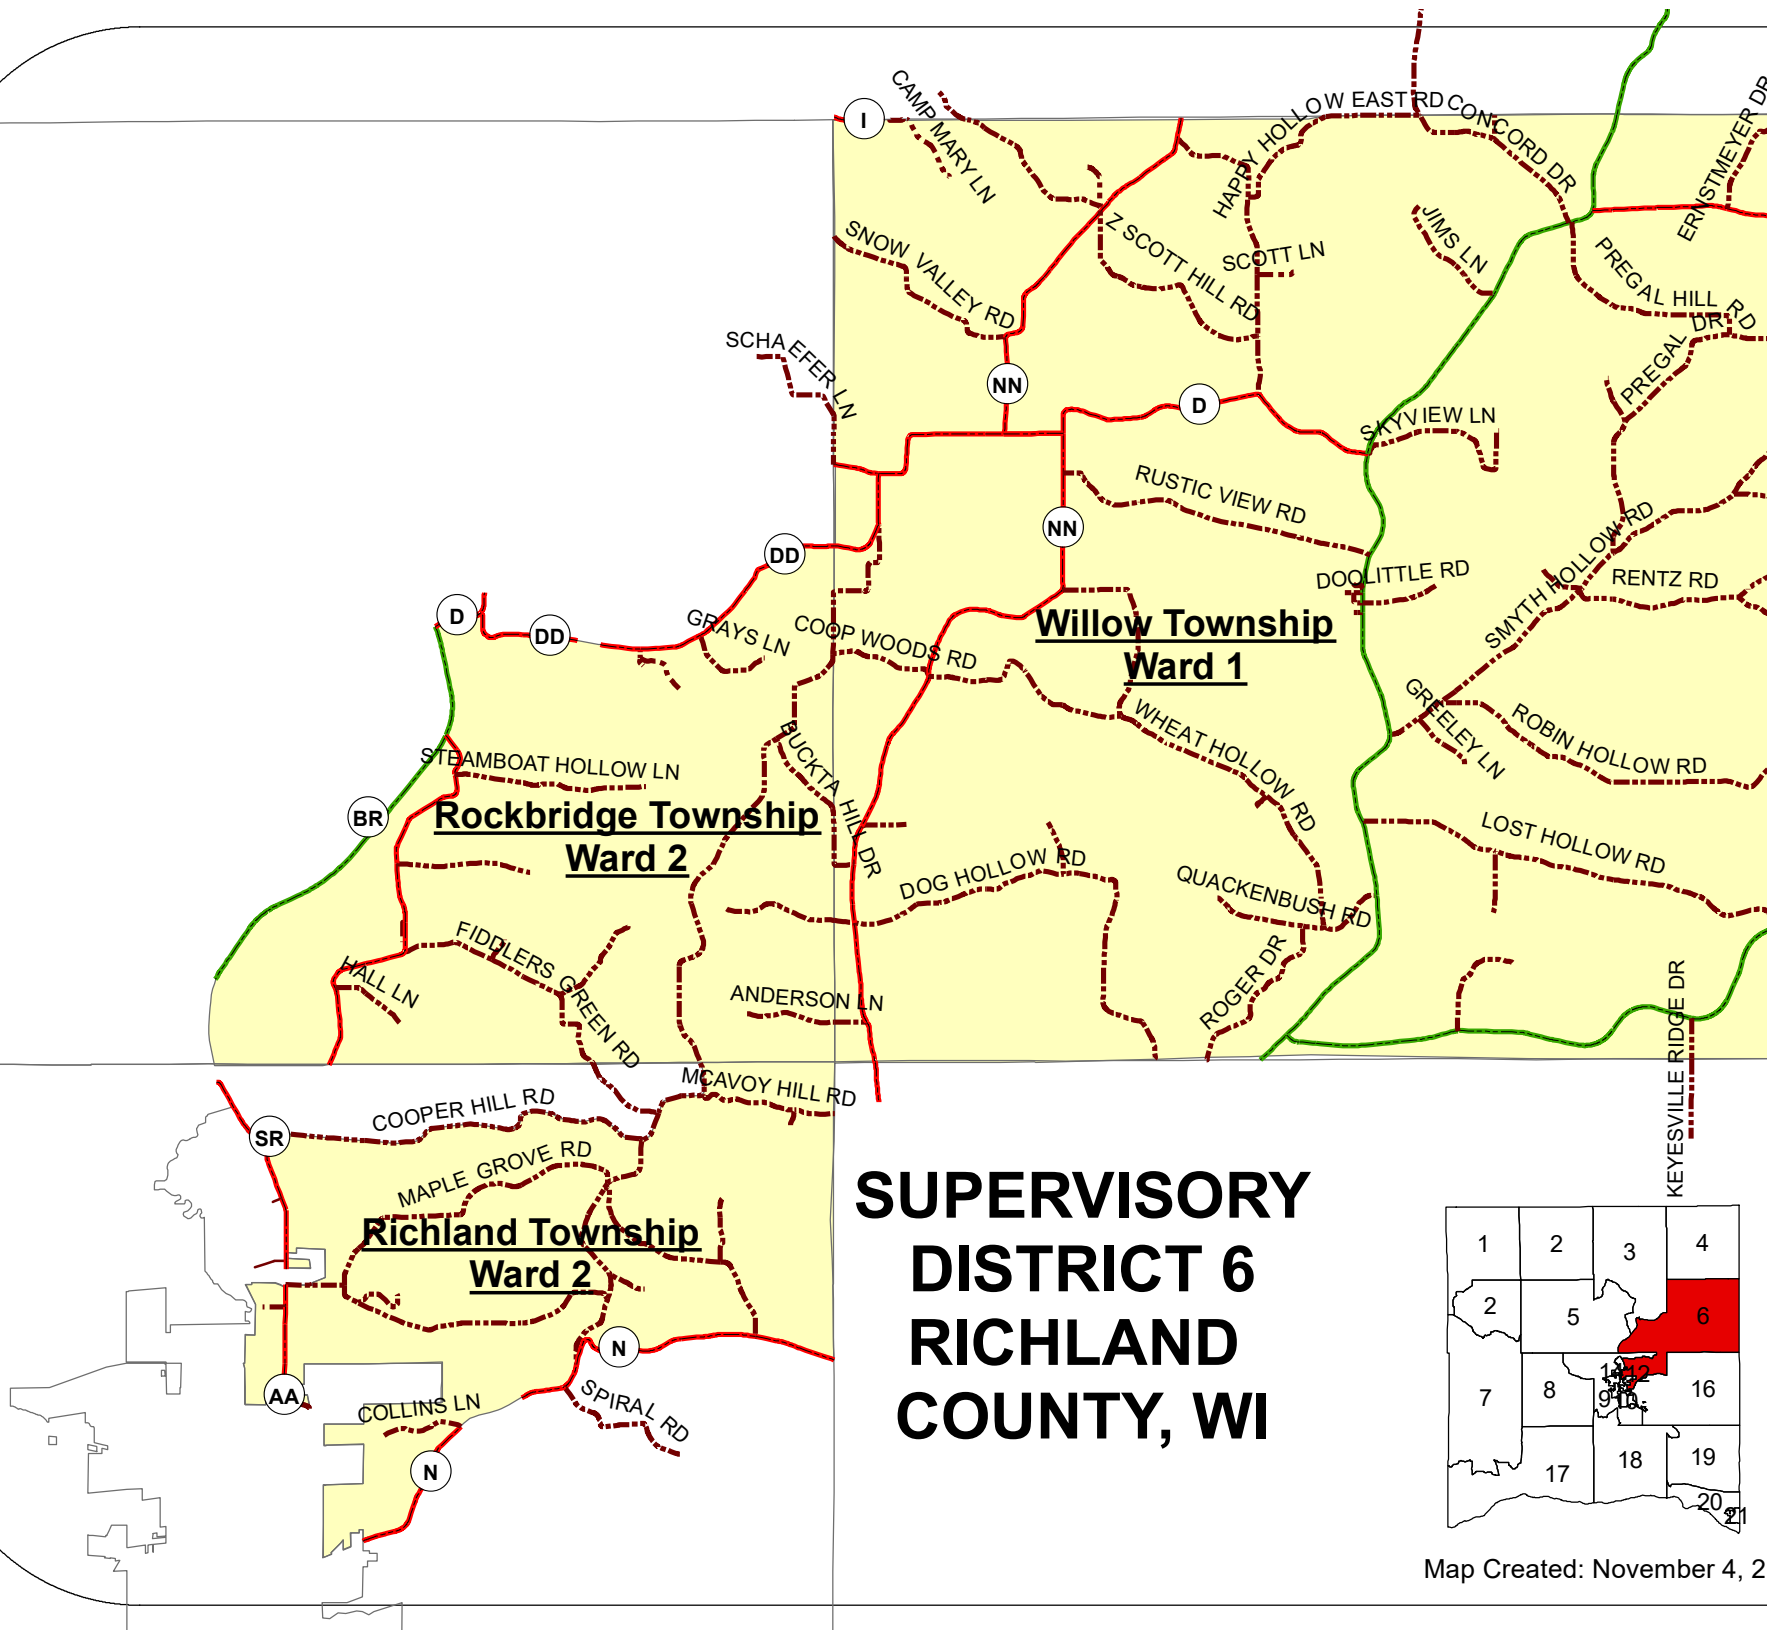 I
CAMP MARY LN
HAPPY HOLLOW EAST RD
CONCORD DR
ERNSTMEYER DR
SNOW VALLEY RD
Z SCOTT HILL RD
SCOTT LN
JIMS LN
PREGAL HILL RD
PREGAL DR
SCHAEFER LN
NN
D
SKYVIEW LN
RUSTIC VIEW RD
NN
DD
DOOLITTLE RD
SMYTH HOLLOW RD
RENTZ RD
D
DD
GRAYS LN
COOP WOODS RD
Willow Township
Ward 1
GREELEY LN
ROBIN HOLLOW RD
WHEAT HOLLOW RD
BUCKTA HILL DR
STEAMBOAT HOLLOW LN
BR
Rockbridge Township
Ward 2
LOST HOLLOW RD
DOG HOLLOW RD
QUACKENBUSH RD
FIDDLERS GREEN RD
HALL LN
ANDERSON LN
ROGER DR
KEYESVILLE RIDGE DR
MCAVOY HILL RD
COOPER HILL RD
SR
MAPLE GROVE RD
Richland Township
Ward 2
N
AA
COLLINS LN
SPIRAL RD
N
SUPERVISORY
DISTRICT 6
RICHLAND
COUNTY, WI
1
2
3
4
2
5
6
7
8
9
12
16
17
18
19
20
21
Map Created: November 4, 2